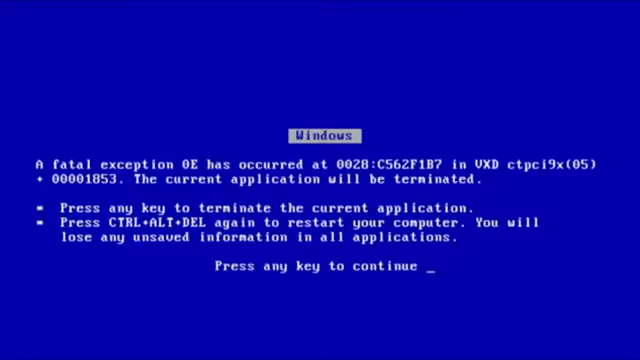 Windows
A fatal exception 0E has occurred at 0028:C562F1B7 in VXD ctpci9x(05)
+ 00001853. The current application will be terminated.
* Press any key to terminate the current application.
* Press CTRL+ALT+DEL again to restart your computer. You will
lose any unsaved information in all applications.
Press any key to continue _